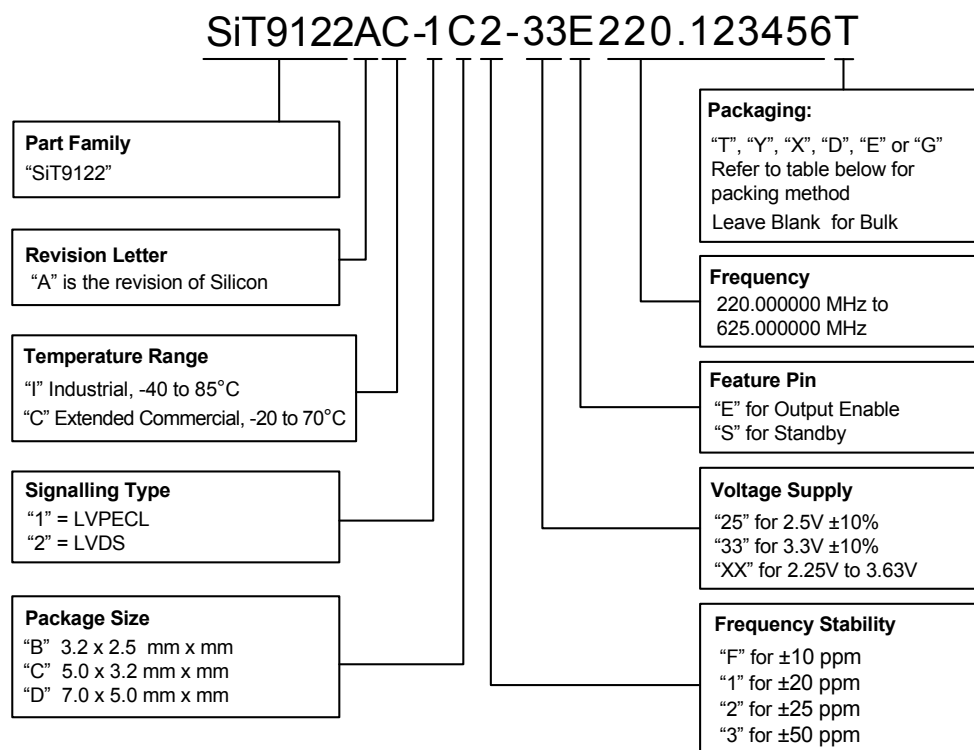 SiT9122AC-1C2-33E220.123456T
Part Family
“SiT9122”
Revision Letter
“A” is the revision of Silicon
Temperature Range
“I” Industrial, -40 to 85°C
“C” Extended Commercial, -20 to 70°C
Signalling Type
“1” = LVPECL
“2” = LVDS
Package Size
“B” 3.2 x 2.5 mm x mm
“C” 5.0 x 3.2 mm x mm
“D” 7.0 x 5.0 mm x mm
Packaging:
“T”, “Y”, “X”, “D”, “E” or “G”
Refer to table below for
packing method
Leave Blank for Bulk
Frequency
220.000000 MHz to
625.000000 MHz
Feature Pin
“E” for Output Enable
“S” for Standby
Voltage Supply
“25” for 2.5V ±10%
“33” for 3.3V ±10%
“XX” for 2.25V to 3.63V
Frequency Stability
“F” for ±10 ppm
“1” for ±20 ppm
“2” for ±25 ppm
“3” for ±50 ppm